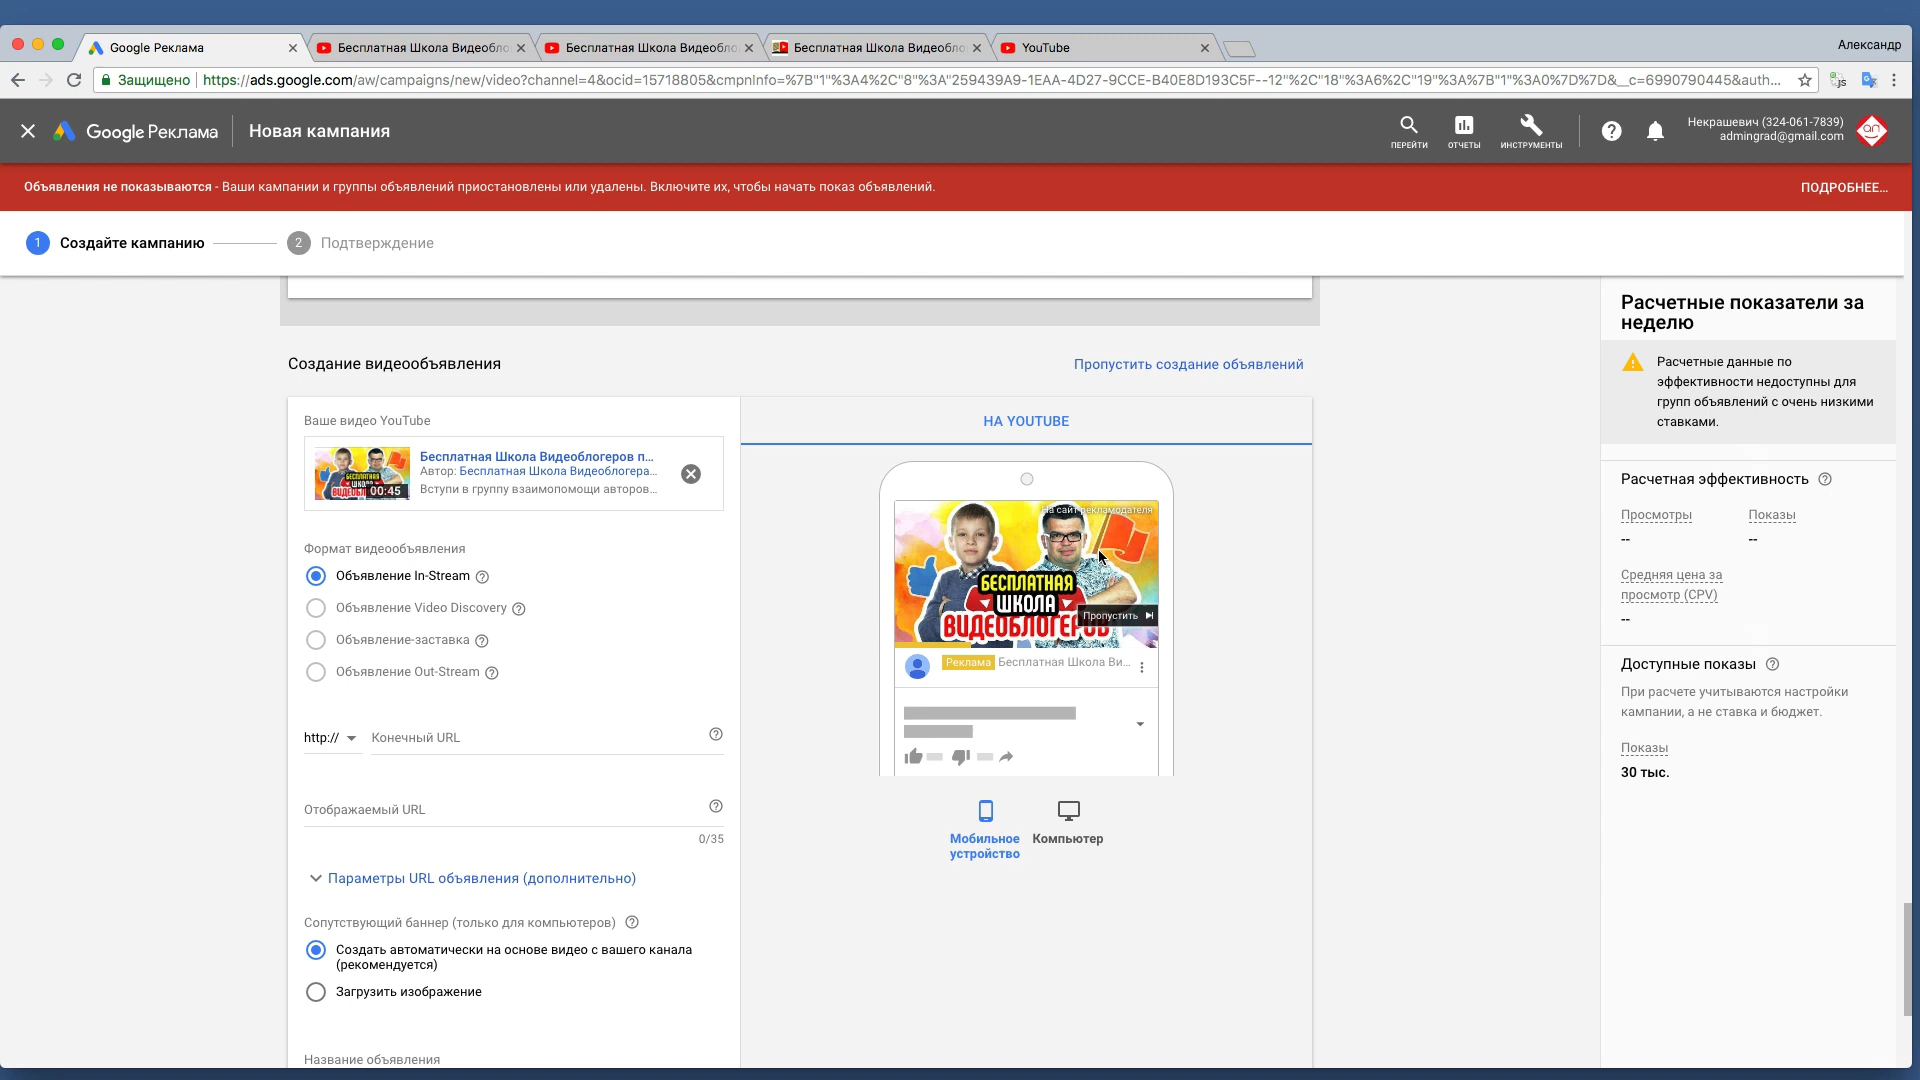 Google Реклама
Бесплатная Школа Видеобло
Бесплатная Школа Видеобло
Бесплатная Школа Видеобло
YouTube
Александр
Защищено
https://ads.google.com/aw/campaigns/new/video?channel=4&ocid=15718805&cmpnInfo=%7B"1"%3A4%2C"8"%3A"259439A9-1EAA-4D27-9CCE-B40E8D193C5F--12"%2C"18"%3A6%2C"19"%3A%7B"1"%3A0%7D%7D&__c=6990790445&auth...
Google Реклама
Новая кампания
ПЕРЕЙТИ
ОТЧЕТЫ
ИНСТРУМЕНТЫ
Некрашевич (324-061-7839)
admingrad@gmail.com
Объявления не показываются - Ваши кампании и группы объявлений приостановлены или удалены. Включите их, чтобы начать показ объявлений.
ПОДРОБНЕЕ...
1 Создайте кампанию
2 Подтверждение
Создание видеообъявления
Пропустить создание объявлений
Ваше видео YouTube
Бесплатная Школа Видеоблогеров п...
Автор: Бесплатная Школа Видеоблогера...
Вступи в группу взаимопомощи авторов...
00:45
Формат видеообъявления
Объявление In-Stream
Объявление Video Discovery
Объявление-заставка
Объявление Out-Stream
http://
Конечный URL
Отображаемый URL
0/35
Параметры URL объявления (дополнительно)
Сопутствующий баннер (только для компьютеров)
Создать автоматически на основе видео с вашего канала
(рекомендуется)
Загрузить изображение
Название объявления
НА YOUTUBE
На сайт рекламодателя
БЕСПЛАТНАЯ
ШКОЛА
ВИДЕОБЛОГЕРОВ
Пропустить
Реклама Бесплатная Школа Ви...
Мобильное
устройство
Компьютер
Расчетные показатели за
неделю
Расчетные данные по
эффективности недоступны для
групп объявлений с очень низкими
ставками.
Расчетная эффективность
Просмотры
Показы
--
--
Средняя цена за
просмотр (CPV)
--
Доступные показы
При расчете учитываются настройки
кампании, а не ставка и бюджет.
Показы
30 тыс.